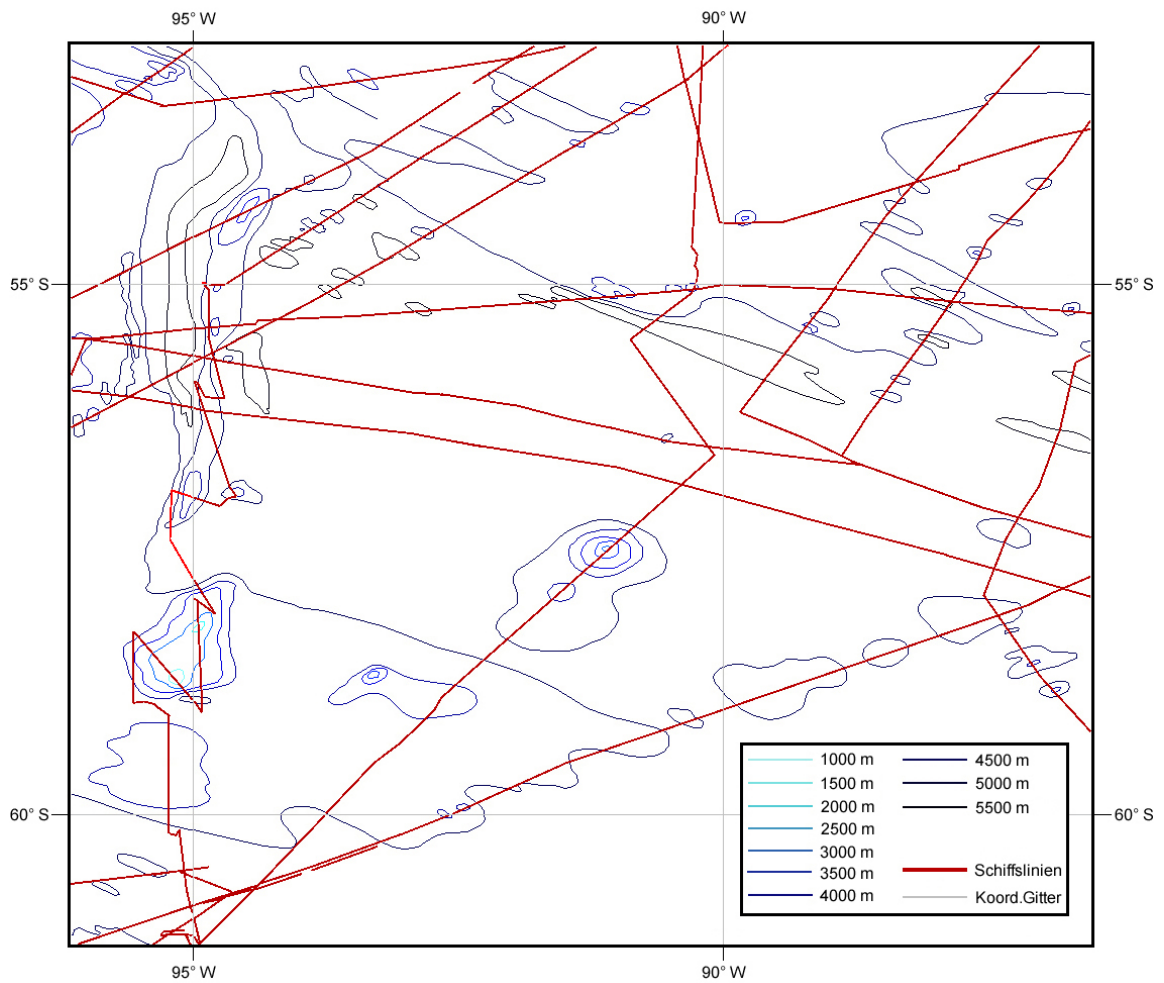 95° W 90° W
55° S 55° S
1000 m 4500 m
1500 m 5000 m
2000 m 5500 m
2500 m
3000 m
3500 m Schiffslinien
4000 m Koord.Gitter
60° S 60° S
95° W 90° W